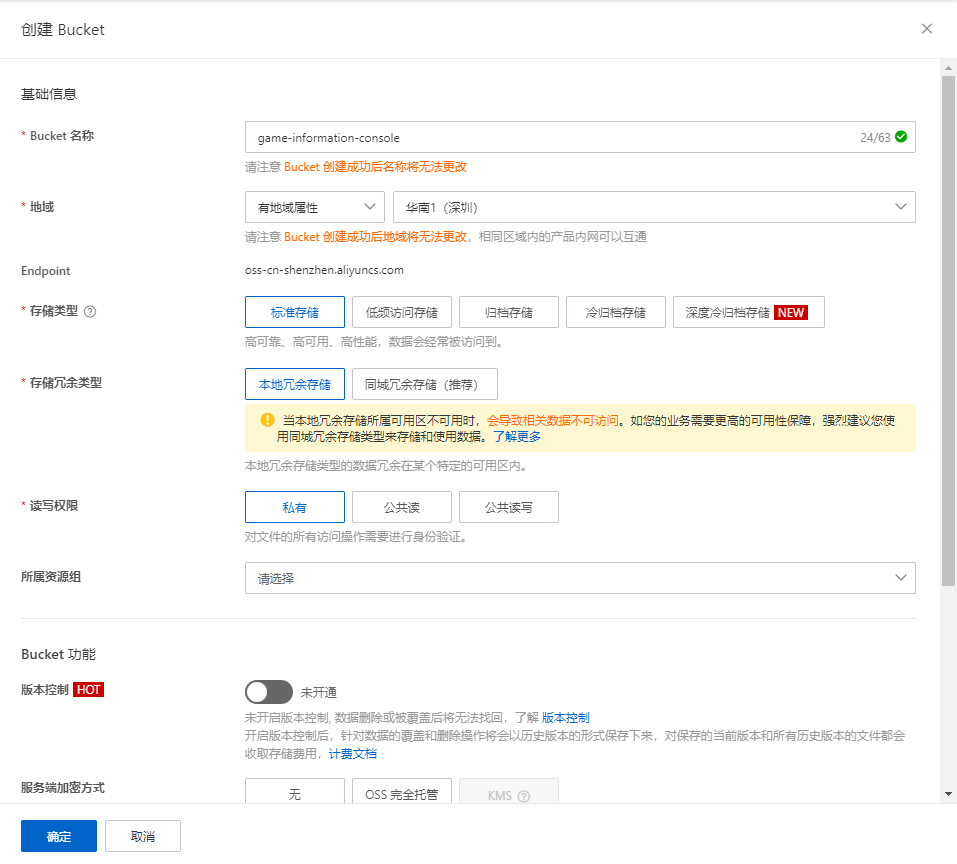 创建 Bucket
基础信息
* Bucket 名称
game-information-console
24/63
请注意 Bucket 创建成功后名称将无法更改
* 地域
有地域属性
华南1（深圳）
请注意 Bucket 创建成功后地域将无法更改，相同区域内的产品内网可以互通
Endpoint
oss-cn-shenzhen.aliyuncs.com
* 存储类型 ?
标准存储 低频访问存储 归档存储 冷归档存储 深度冷归档存储 NEW
高可靠、高可用、高性能，数据会经常被访问到。
* 存储冗余类型
本地冗余存储 同城冗余存储（推荐）
当本地冗余存储所属可用区不可用时，会导致相关数据不可访问。如您的业务需要更高的可用性保障，强烈建议您使
用同城冗余存储类型来存储和使用数据。了解更多
本地冗余存储类型的数据冗余在某个特定的可用区内。
* 读写权限
私有 公共读 公共读写
对文件的所有访问操作需要进行身份验证。
所属资源组
请选择
Bucket 功能
版本控制 HOT
未开通
未开启版本控制, 数据删除或被覆盖后将无法找回，了解 版本控制
开启版本控制后，针对数据的覆盖和删除操作将会以历史版本的形式保存下来，对保存的当前版本和所有历史版本的文件都会
收取存储费用，计费文档
服务端加密方式
无 OSS 完全托管 KMS ?
确定 取消